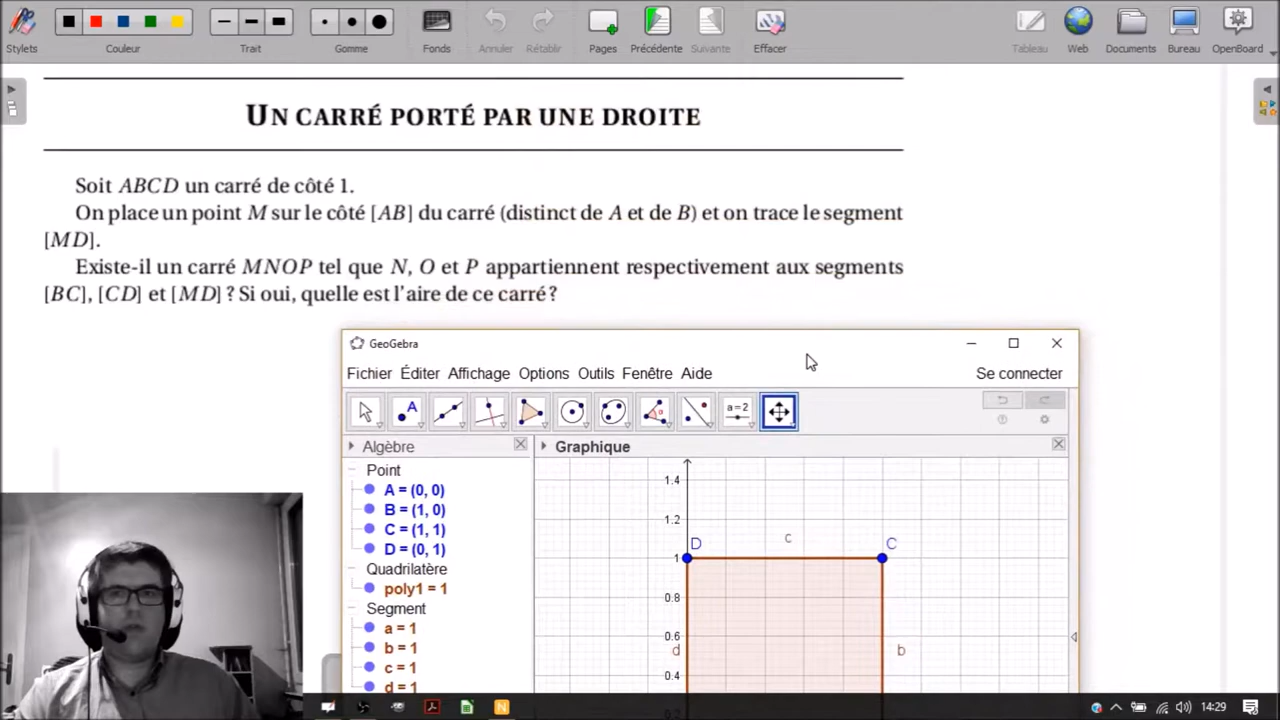 Stylets
Couleur
Trait
Gomme
Fonds
Annuler
Rétablir
Pages
Précédente
Suivante
Effacer
Tableau
Web
Documents
Bureau
OpenBoard
UN CARRÉ PORTÉ PAR UNE DROITE
Soit ABCD un carré de côté 1.
On place un point M sur le côté [AB] du carré (distinct de A et de B) et on trace le segment
[MD].
Existe-il un carré MNOP tel que N, O et P appartiennent respectivement aux segments
[BC], [CD] et [MD] ? Si oui, quelle est l'aire de ce carré ?
GeoGebra
Fichier Éditer Affichage Options Outils Fenêtre Aide
Se connecter
A
a=2
Algèbre
Graphique
Point
A = (0, 0)
B = (1, 0)
C = (1, 1)
D = (0, 1)
Quadrilatère
poly1 = 1
Segment
a = 1
b = 1
c = 1
d = 1
1.4
1.2
D
c
C
1
0.8
0.6
d
b
0.4
0.2
14:29